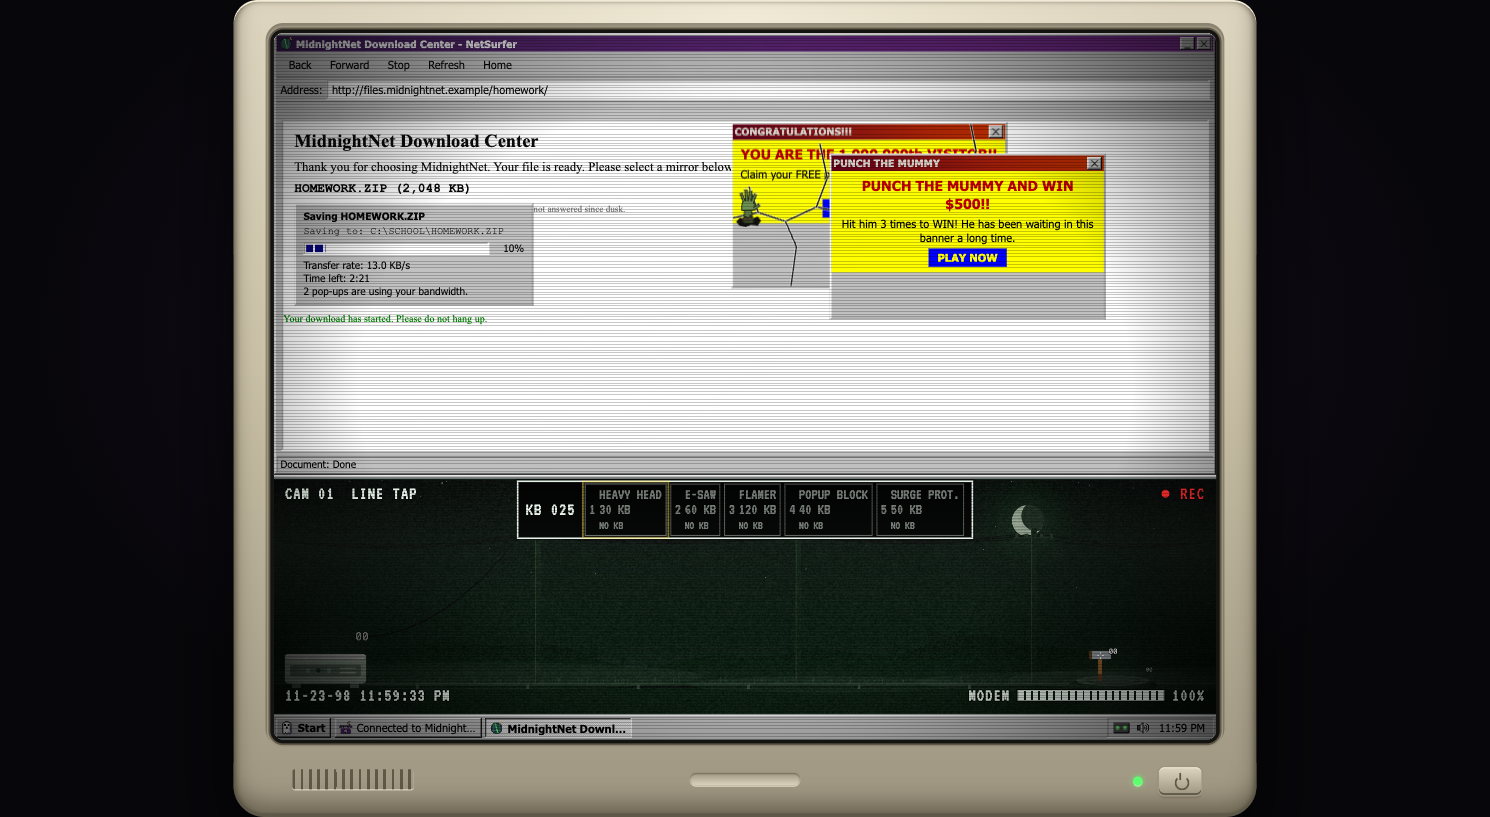 MidnightNet Download Center - NetSurfer
Back Forward Stop Refresh Home
Address: http://files.midnightnet.example/homework/
MidnightNet Download Center
Thank you for choosing MidnightNet. Your file is ready. Please select a mirror below
HOMEWORK.ZIP (2,048 KB)
not answered since dusk.
Saving HOMEWORK.ZIP
Saving to: C:\SCHOOL\HOMEWORK.ZIP
10%
Transfer rate: 13.0 KB/s
Time left: 2:21
2 pop-ups are using your bandwidth.
Your download has started. Please do not hang up.
CONGRATULATIONS!!!
YOU ARE THE 1,000,000th VISITOR!!
Claim your FREE
PUNCH THE MUMMY
PUNCH THE MUMMY AND WIN
$500!!
Hit him 3 times to WIN! He has been waiting in this
banner a long time.
PLAY NOW
Document: Done
CAM 01 LINE TAP
KB 025
HEAVY HEAD
1 30 KB
NO KB
E-SAW
2 60 KB
NO KB
FLAMER
3 120 KB
NO KB
POPUP BLOCK
4 40 KB
NO KB
SURGE PROT.
5 50 KB
NO KB
REC
00
00
02
11-23-98 11:59:33 PM
MODEM 100%
Start
Connected to Midnight...
MidnightNet Downl...
11:59 PM